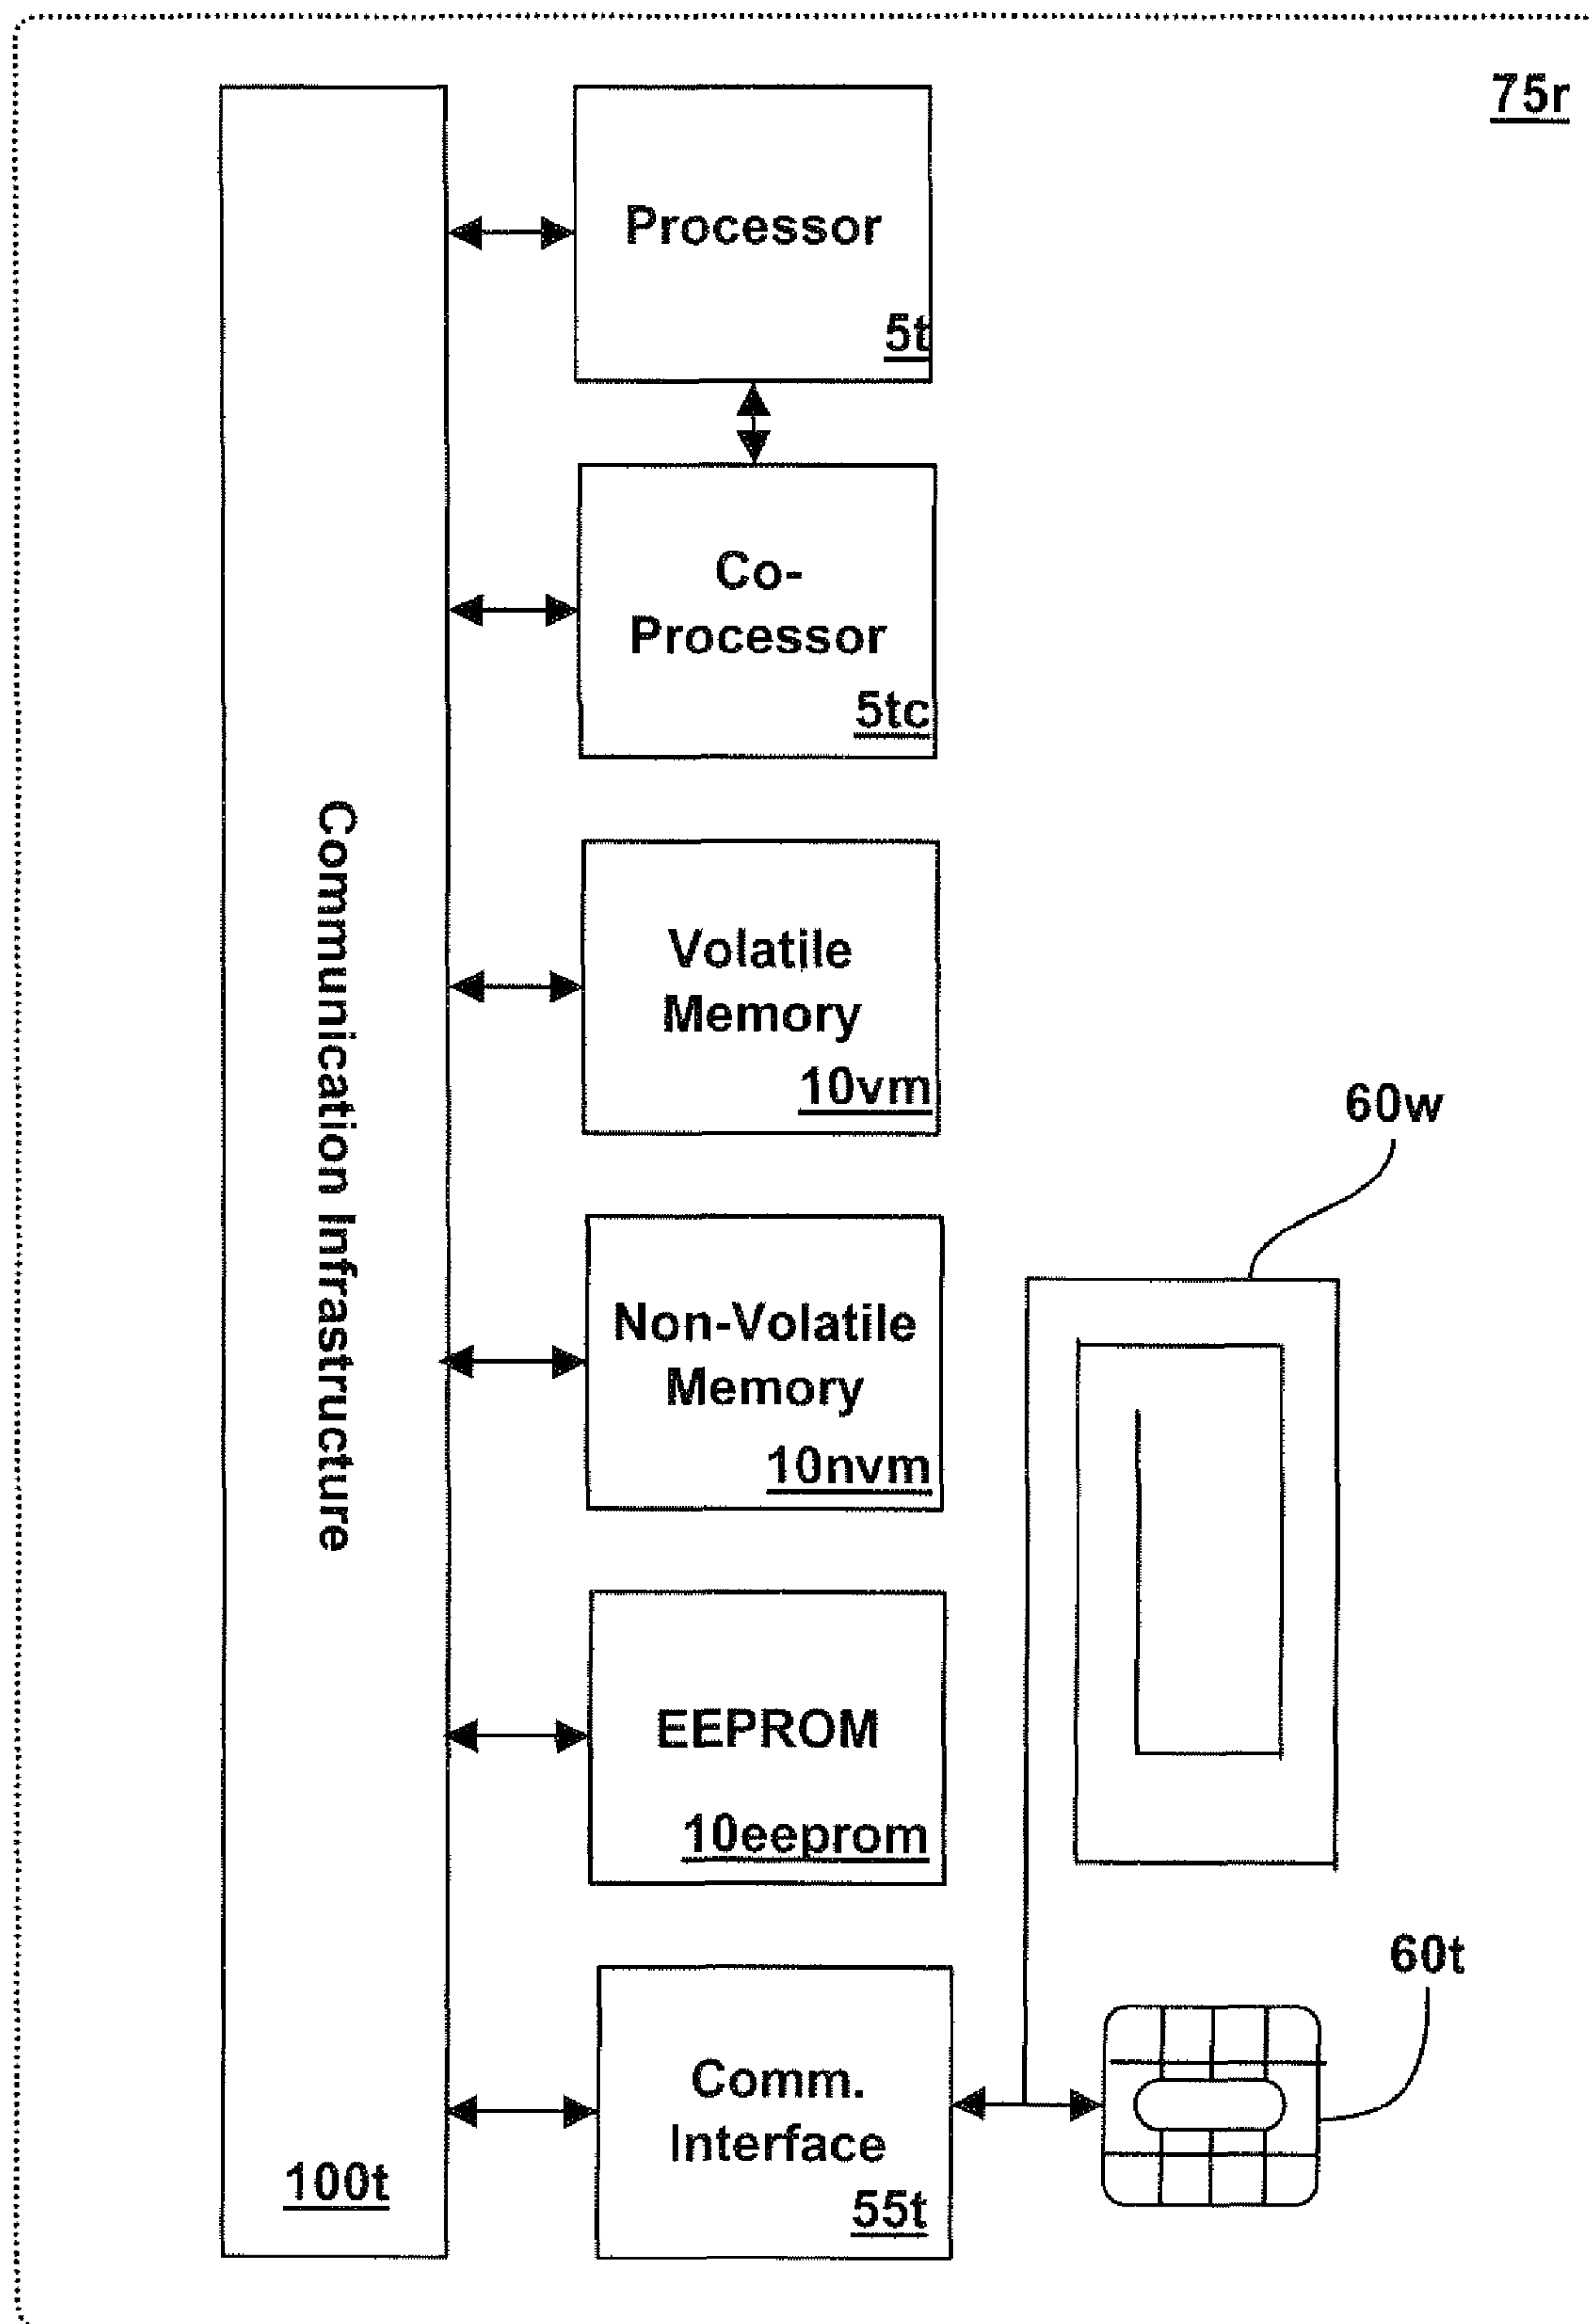 75r
Processor
5t
Co-
Processor
5tc
Volatile
Memory
10vm
60w
Non-Volatile
Memory
10nvm
Communication Infrastructure
EEPROM
10eeprom
60t
Comm.
Interface
55t
100t